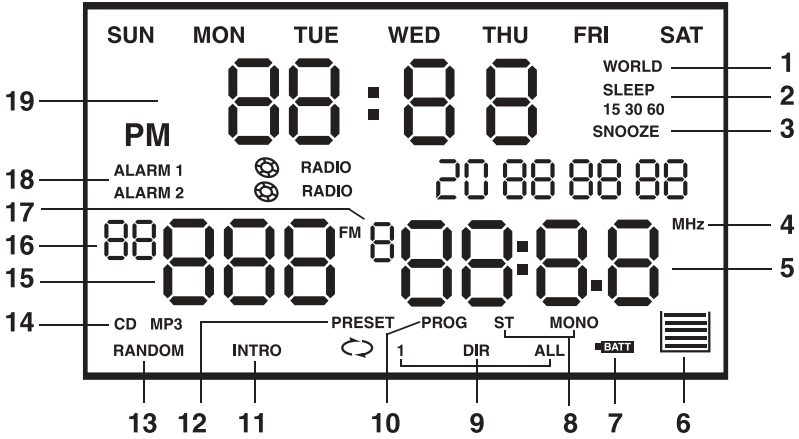 SUN MON TUE WED THU FRI SAT
88:88
WORLD 1
SLEEP 2
15 30 60
SNOOZE 3
19
PM
18 ALARM 1 RADIO
ALARM 2 RADIO
20 88 88 88
17
16 88 888 FM 8 88:8.8 MHz 4
15 5
14 CD MP3 PRESET PROG ST MONO
RANDOM INTRO 1 DIR ALL BATT
13 12 11 10 9 8 7 6